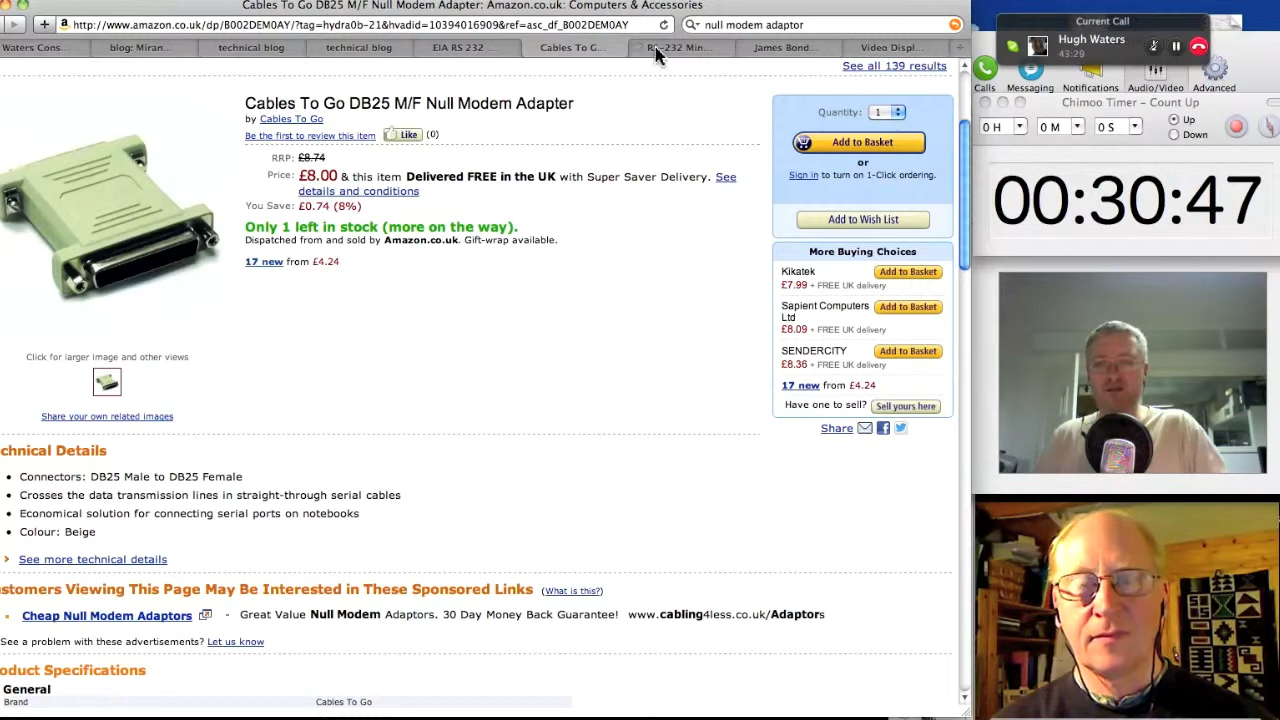 Cables To Go DB25 M/F Null Modem Adapter: Amazon.co.uk: Computers & Accessories
http://www.amazon.co.uk/dp/B002DEM0AY/?tag=hydra0b-21&hvadid=10394016909&ref=asc_df_B002DEM0AY
null modem adaptor
Waters Cons... blog: Miran... technical blog technical blog EIA RS 232 ... Cables To G... 232 Min... James Bond... Video Displ...
See all 139 results
Cables To Go DB25 M/F Null Modem Adapter
by Cables To Go
Be the first to review this item Like (0)
RRP: £8.74
Price: £8.00 & this item Delivered FREE in the UK with Super Saver Delivery. See details and conditions
You Save: £0.74 (8%)
Only 1 left in stock (more on the way).
Dispatched from and sold by Amazon.co.uk. Gift-wrap available.
17 new from £4.24
Click for larger image and other views
Share your own related images
Quantity: 1
Add to Basket
or
Sign in to turn on 1-Click ordering.
Add to Wish List
More Buying Choices
Kikatek Add to Basket
£7.99 + FREE UK delivery
Sapient Computers Ltd Add to Basket
£8.09 + FREE UK delivery
SENDERCITY Add to Basket
£8.36 + FREE UK delivery
17 new from £4.24
Have one to sell? Sell yours here
Share
chnical Details
• Connectors: DB25 Male to DB25 Female
• Crosses the data transmission lines in straight-through serial cables
• Economical solution for connecting serial ports on notebooks
• Colour: Beige
See more technical details
ustomers Viewing This Page May Be Interested in These Sponsored Links (What is this?)
Cheap Null Modem Adaptors - Great Value Null Modem Adaptors. 30 Day Money Back Guarantee! www.cabling4less.co.uk/Adaptors
See a problem with these advertisements? Let us know
oduct Specifications
General
Brand Cables To Go
Current Call
Hugh Waters
43:29
Calls Messaging Notifications Audio/Video Advanced
Chimoo Timer – Count Up
0 H 0 M 0 S Up
Down
00:30:47